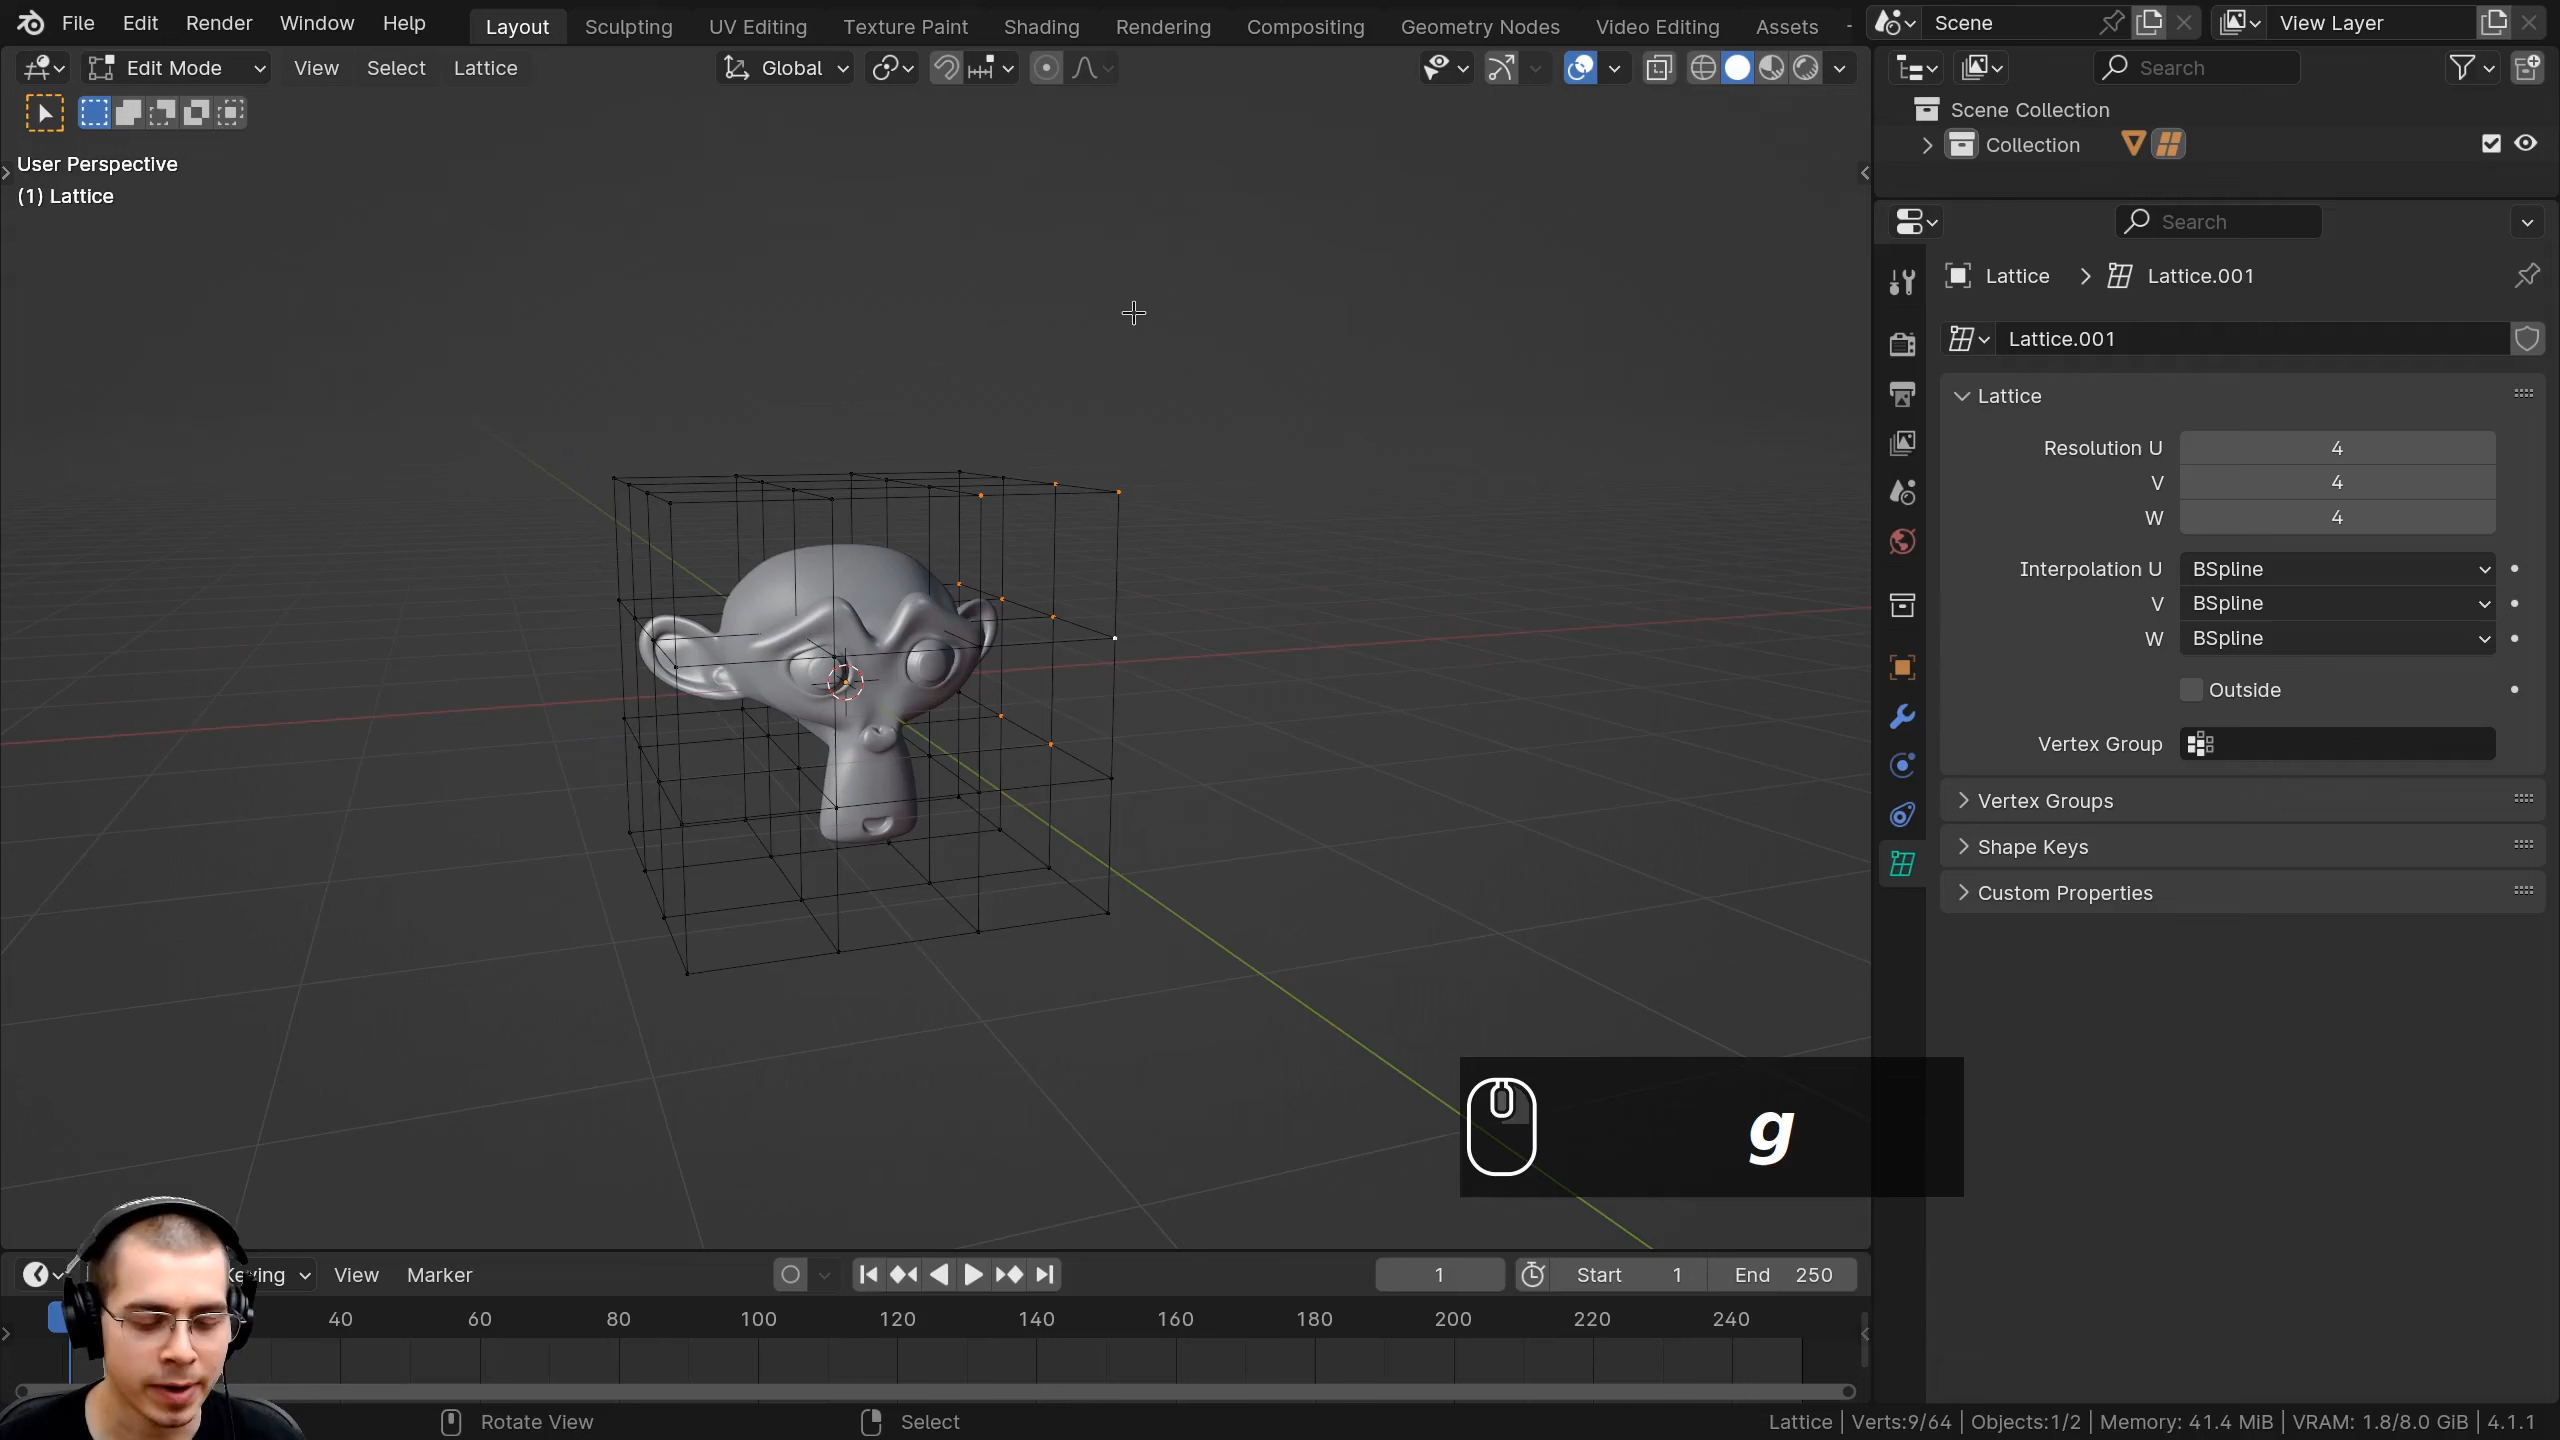 File Edit Render Window Help Layout Sculpting UV Editing Texture Paint Shading Rendering Compositing Geometry Nodes Video Editing Assets Scene View Layer
Edit Mode View Select Lattice Global Search
User Perspective
(1) Lattice
Scene Collection
Collection
Search
Lattice > Lattice.001
Lattice.001
Lattice
Resolution U 4
V 4
W 4
Interpolation U BSpline
V BSpline
W BSpline
Outside
Vertex Group
Vertex Groups
Shape Keys
Custom Properties
g
View Marker 1 Start 1 End 250
40 60 80 100 120 140 160 180 200 220 240
Rotate View Select Lattice | Verts:9/64 | Objects:1/2 | Memory: 41.4 MiB | VRAM: 1.8/8.0 GiB | 4.1.1